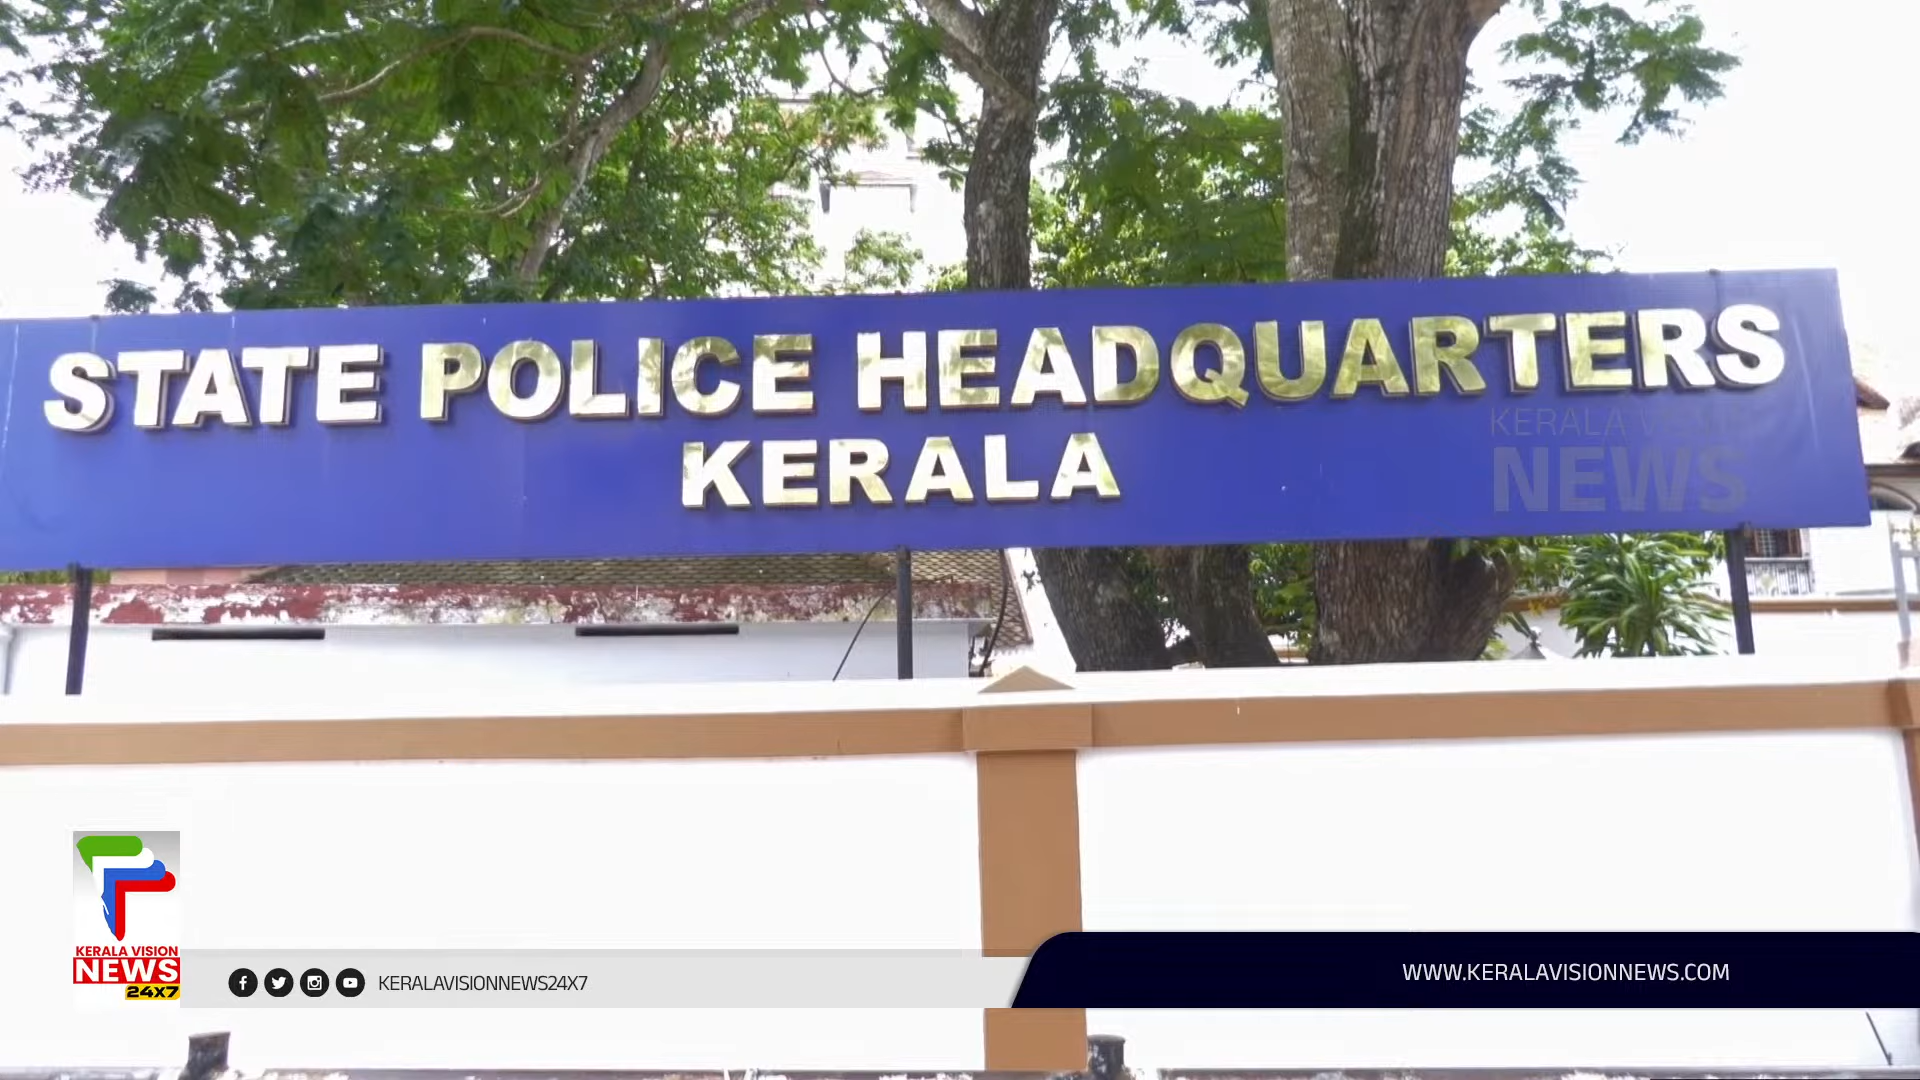 STATE POLICE HEADQUARTERS
KERALA
KERALA VISION
NEWS
KERALA VISION
NEWS
24X7
KERALAVISIONNEWS24X7
WWW.KERALAVISIONNEWS.COM